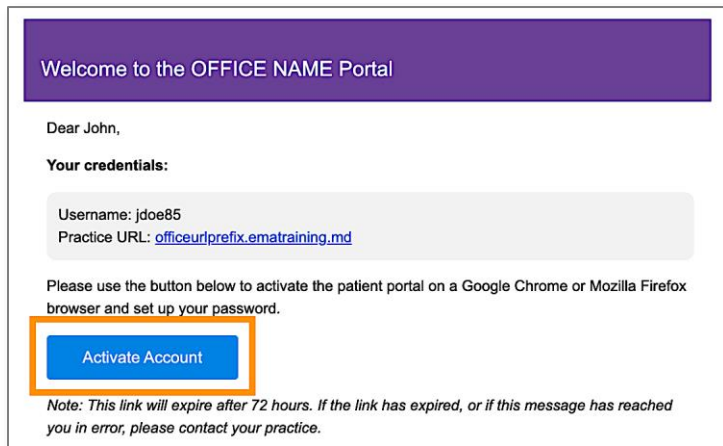 Welcome to the OFFICE NAME Portal
Dear John,
Your credentials:
Username: jdoe85
Practice URL: officeurlprefix.ematraining.md
Please use the button below to activate the patient portal on a Google Chrome or Mozilla Firefox
browser and set up your password.
Activate Account
Note: This link will expire after 72 hours. If the link has expired, or if this message has reached
you in error, please contact your practice.